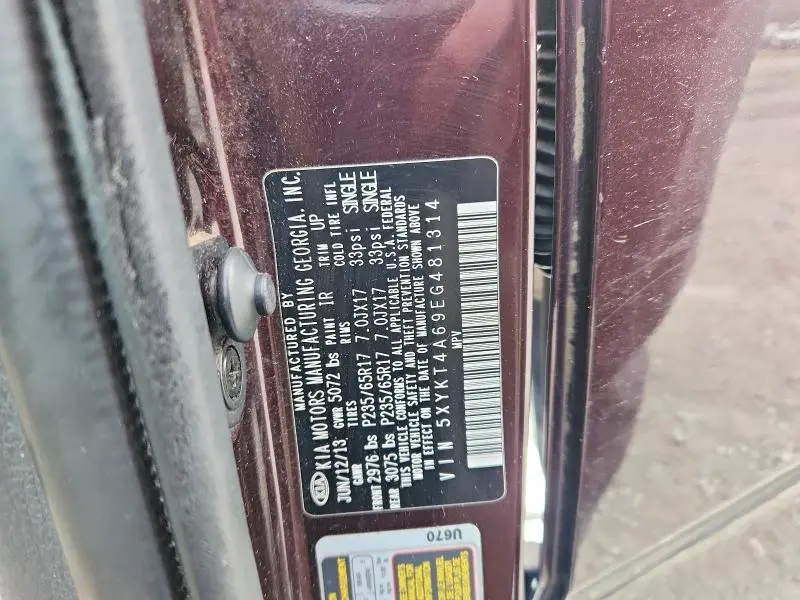 MANUFACTURED BY
KIA KIA MOTORS MANUFACTURING GEORGIA, INC.
JUN/12/13 GWR 5072 lbs PAINT IR TRIM UP
GAWR TIRES RIMS COLD TIRE INFL
FRONT 2976 lbs P235/65R17 7.0JX17 33psi SINGLE
REAR 3075 lbs P235/65R17 7.0JX17 33psi SINGLE
THIS VEHICLE CONFORMS TO ALL APPLICABLE U.S.A. FEDERAL
MOTOR VEHICLE SAFETY AND THEFT PREVENTION STANDARDS
IN EFFECT ON THE DATE OF MANUFACTURE SHOWN ABOVE
VIN 5XYKT4A69EG481314
MPV
U670